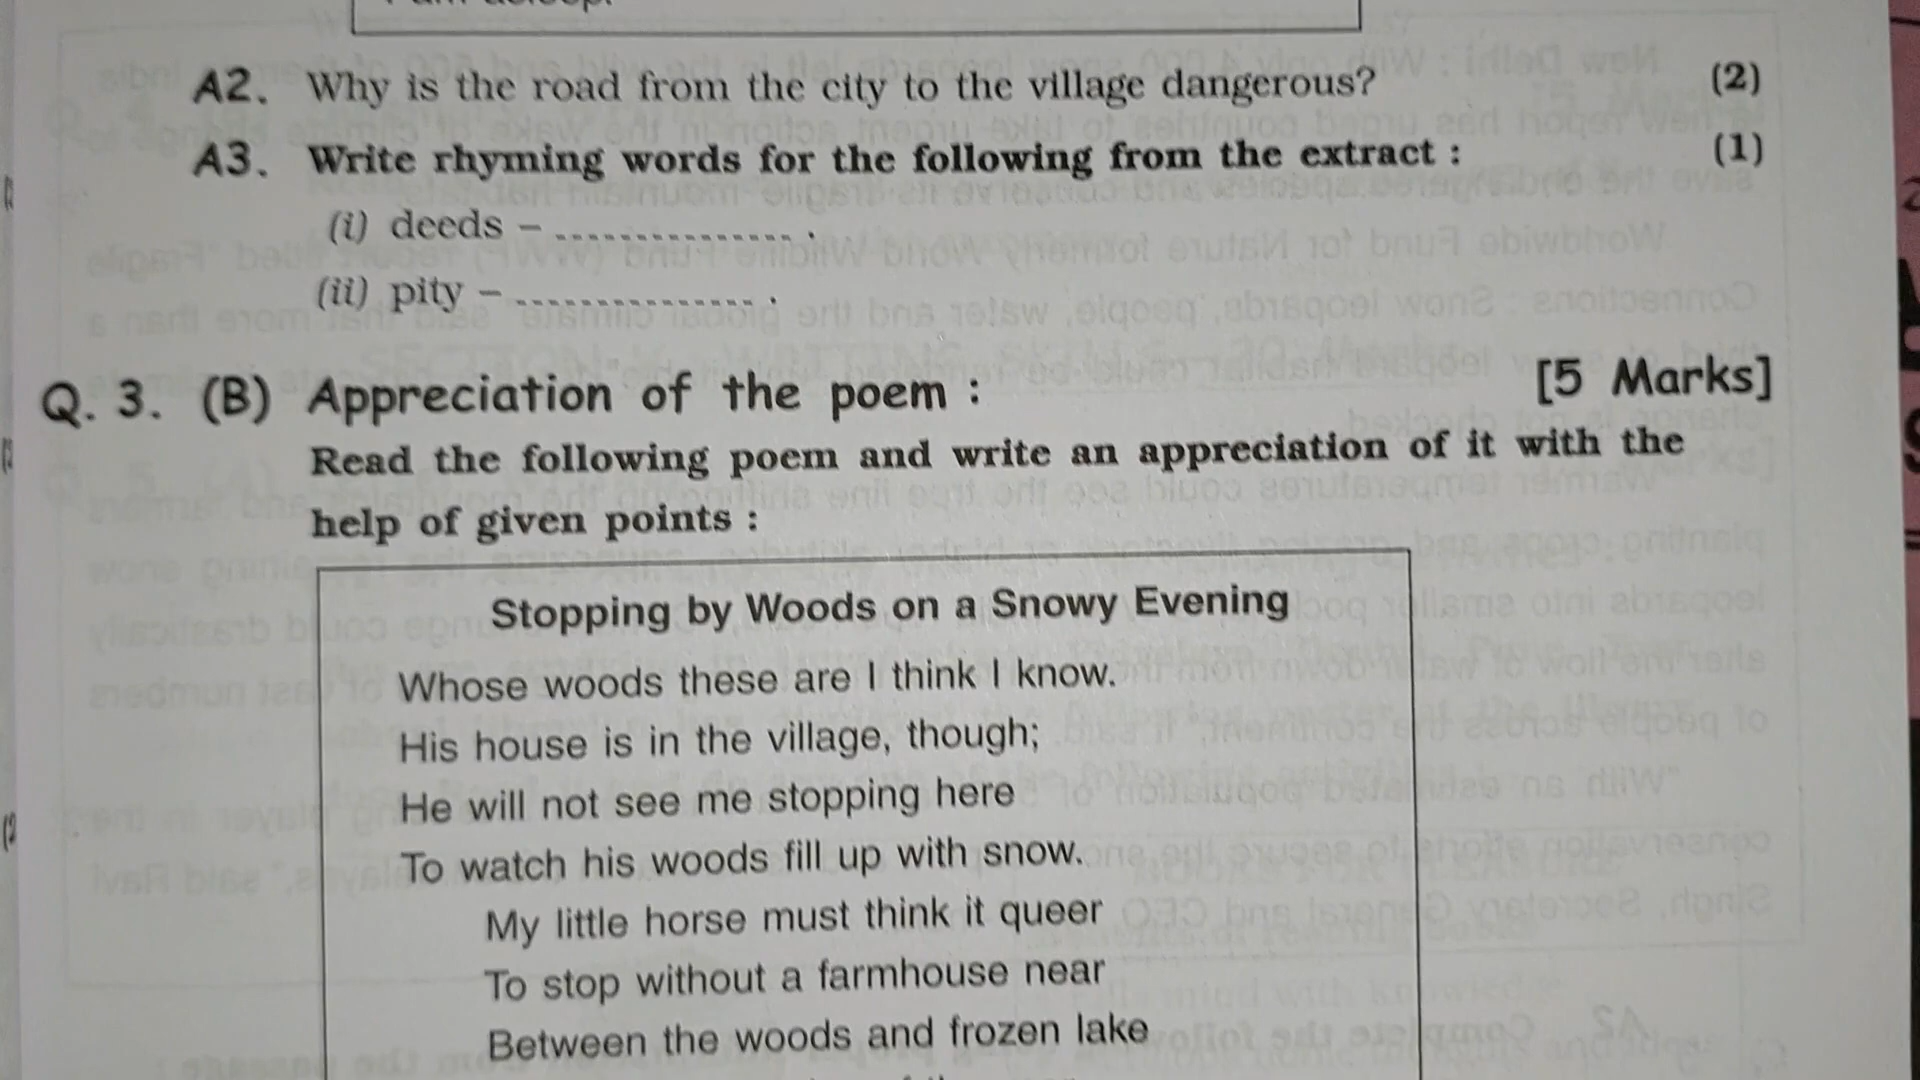 A2. Why is the road from the city to the village dangerous? (2)
A3. Write rhyming words for the following from the extract : (1)
(i) deeds – ............... .
(ii) pity – ............... .
Q. 3. (B) Appreciation of the poem : [5 Marks]
Read the following poem and write an appreciation of it with the
help of given points :
Stopping by Woods on a Snowy Evening
Whose woods these are I think I know.
His house is in the village, though;
He will not see me stopping here
To watch his woods fill up with snow.
My little horse must think it queer
To stop without a farmhouse near
Between the woods and frozen lake